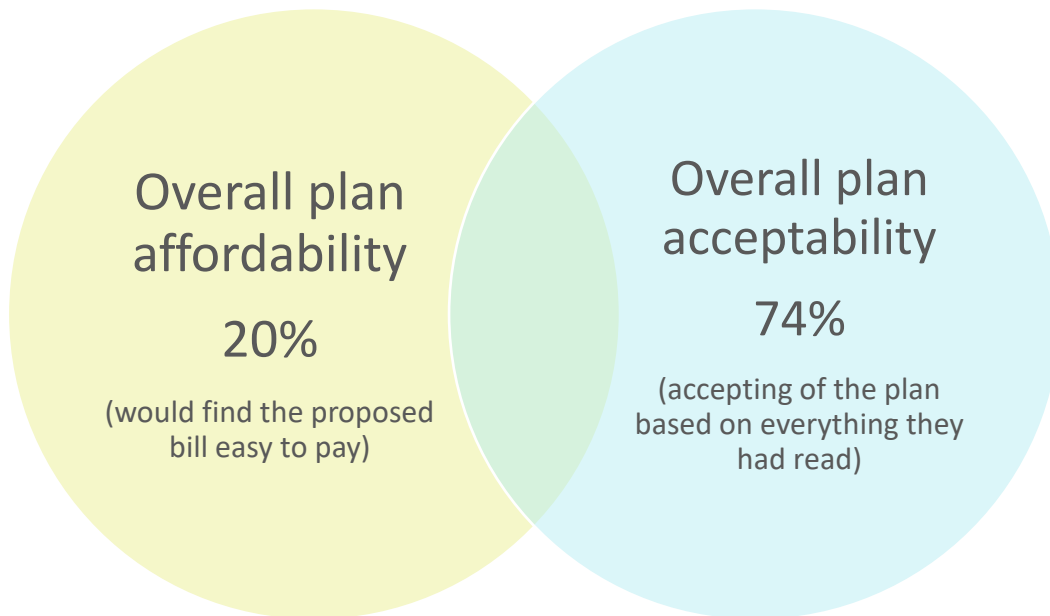 Overall plan
affordability
20%
(would find the proposed
bill easy to pay)
Overall plan
acceptability
74%
(accepting of the plan
based on everything they
had read)